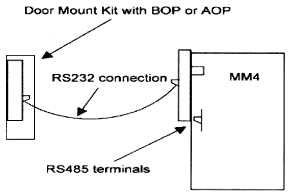 Door Mount Kit with BOP or AOP
RS232 connection
MM4
RS485 terminals